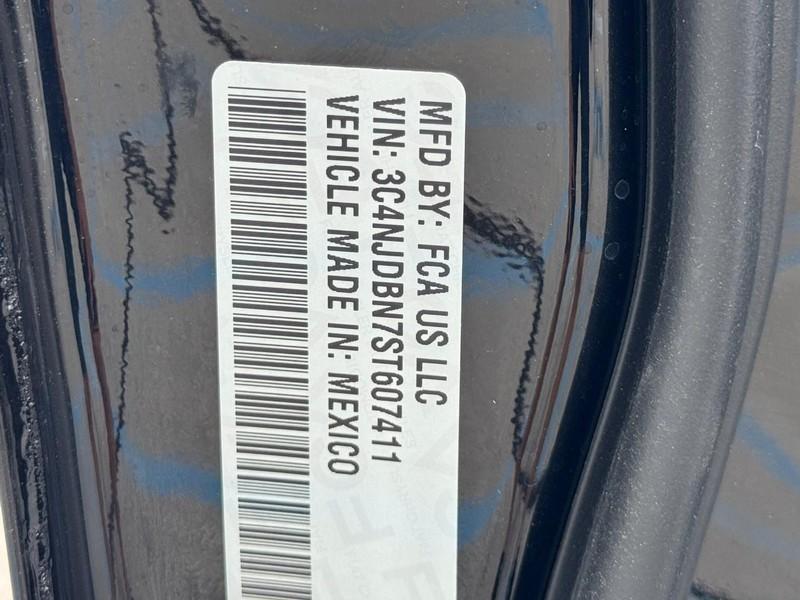 MFD BY: FCA US LLC
VIN: 3C4NJDBN7ST607411
VEHICLE MADE IN: MEXICO